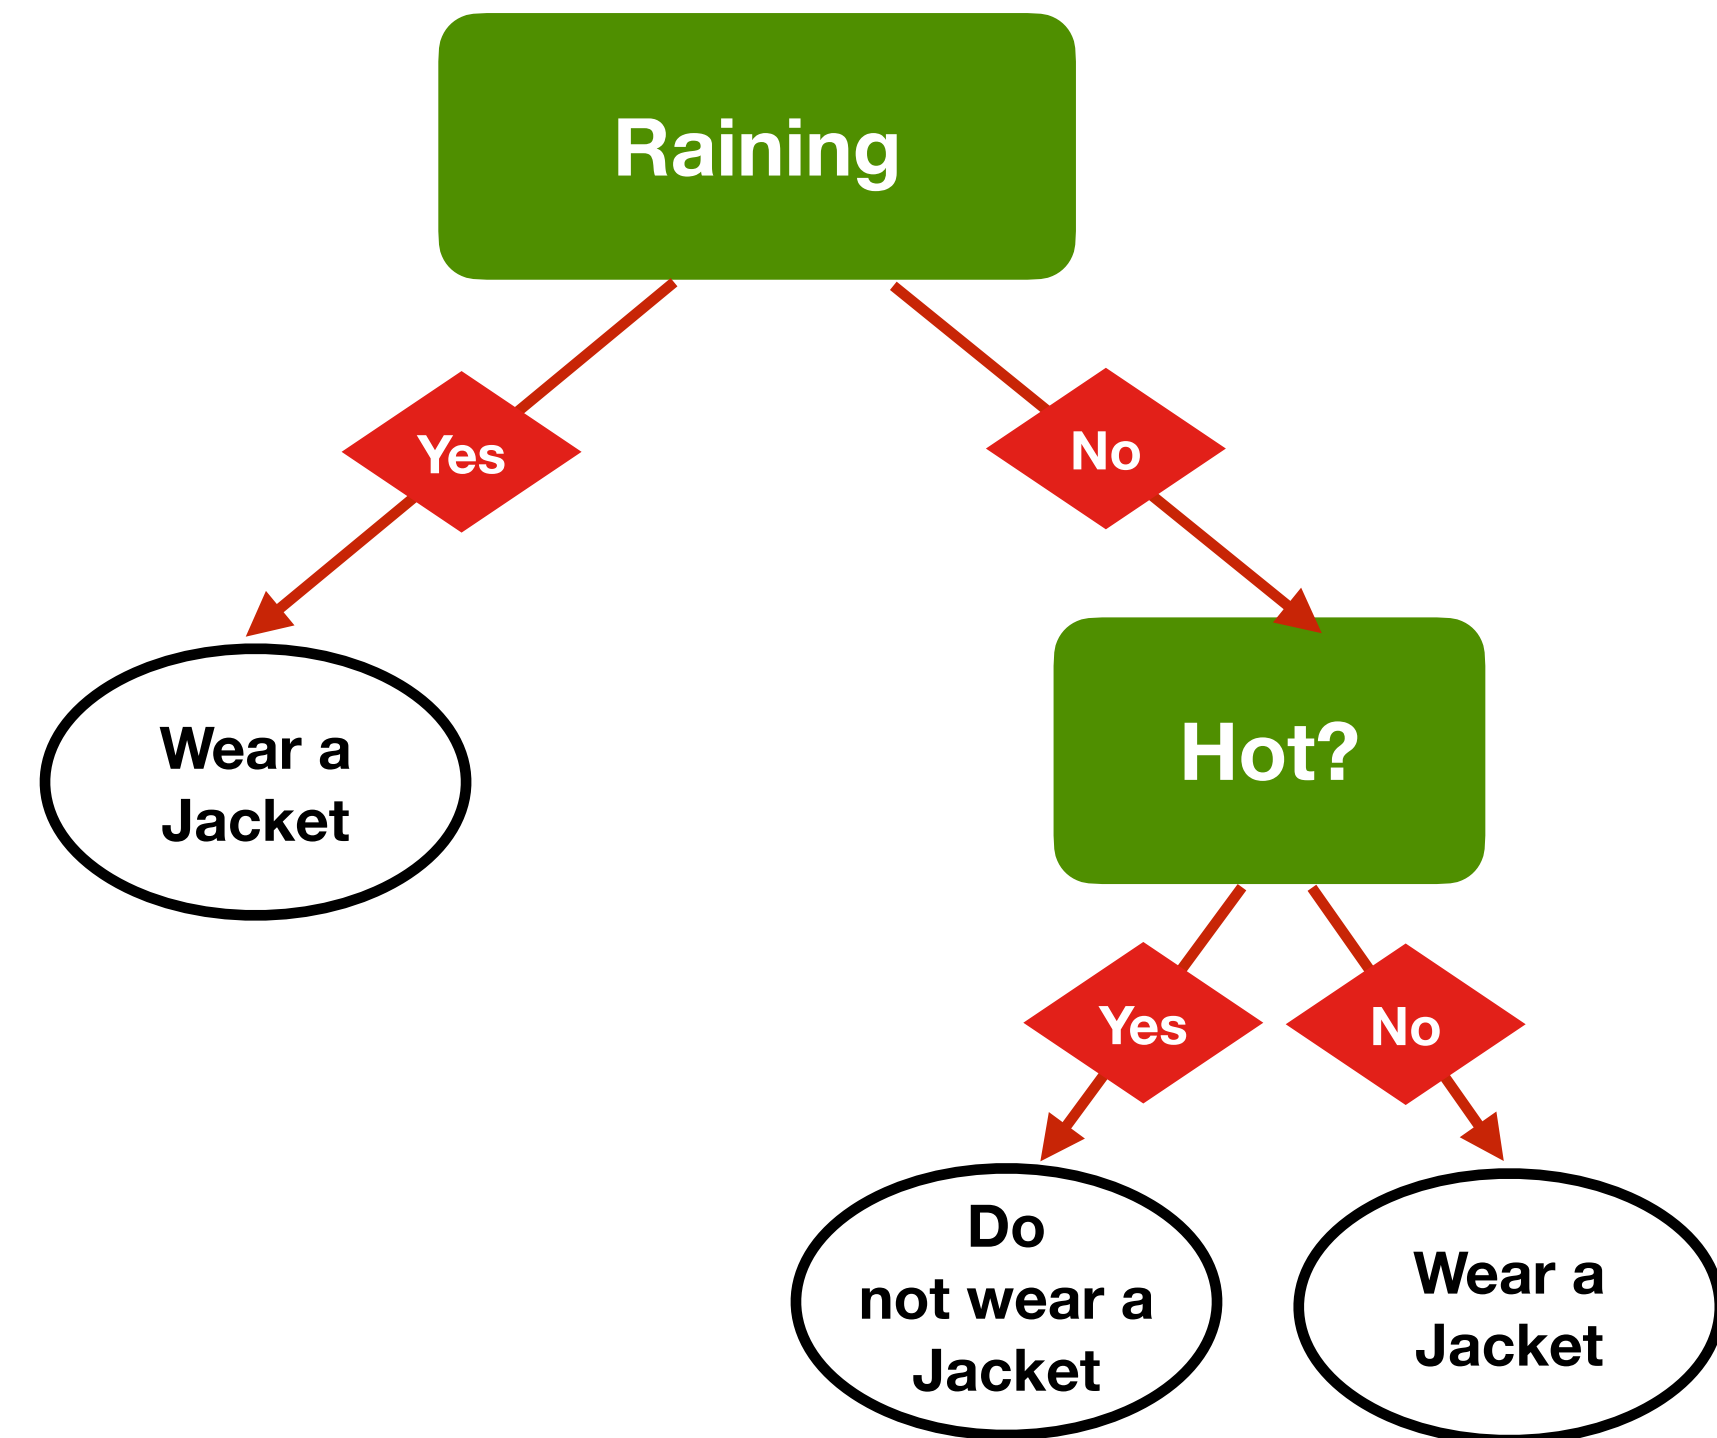 Raining
Yes
No
Wear a
Jacket
Hot?
Yes
No
Do
not wear a
Jacket
Wear a
Jacket